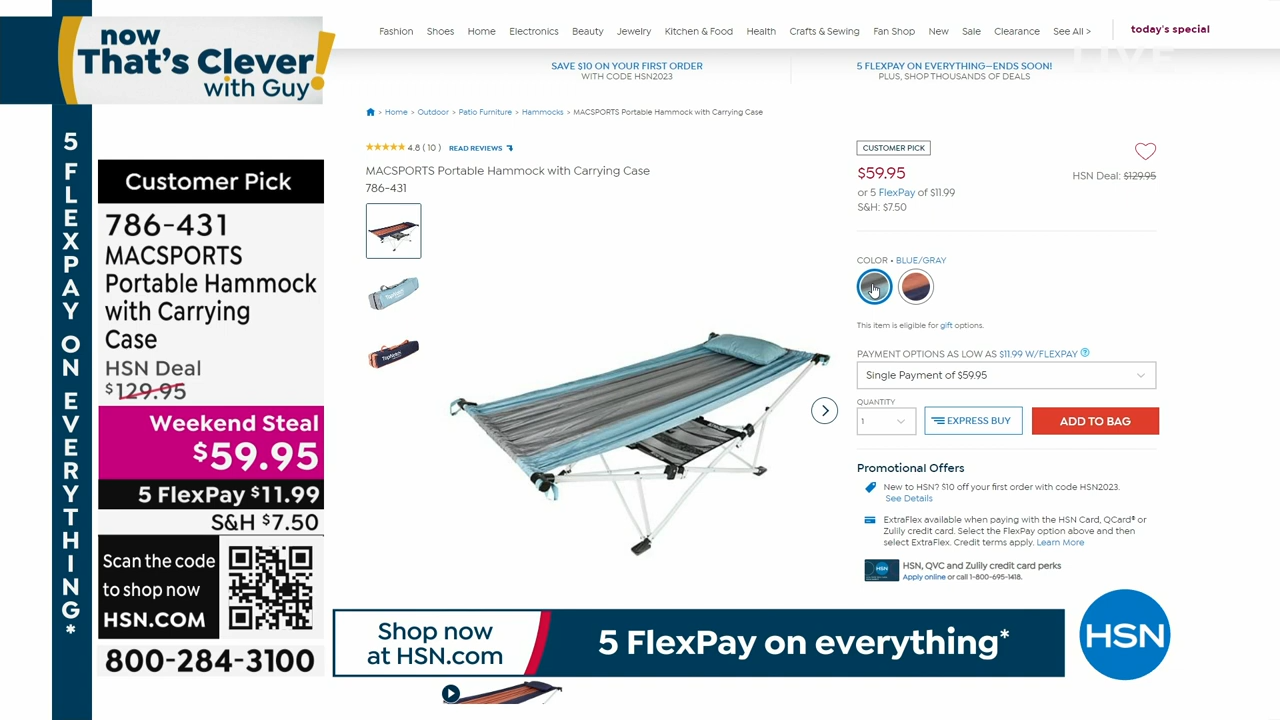 now
That's Clever!
with Guy
5 FLEXPAY ON EVERYTHING*
Customer Pick
786-431
MACSPORTS
Portable Hammock
with Carrying
Case
HSN Deal
$129.95
Weekend Steal
$59.95
5 FlexPay $11.99
S&H $7.50
Scan the code
to shop now
HSN.COM
800-284-3100
Fashion Shoes Home Electronics Beauty Jewelry Kitchen & Food Health Crafts & Sewing Fan Shop New Sale Clearance See All > today's special
LIVE
SAVE $10 ON YOUR FIRST ORDER
WITH CODE HSN2023
5 FLEXPAY ON EVERYTHING—ENDS SOON!
PLUS, SHOP THOUSANDS OF DEALS
> Home > Outdoor > Patio Furniture > Hammocks > MACSPORTS Portable Hammock with Carrying Case
4.8 ( 10 ) READ REVIEWS
MACSPORTS Portable Hammock with Carrying Case
786-431
CUSTOMER PICK
$59.95
HSN Deal: $129.95
or 5 FlexPay of $11.99
S&H: $7.50
COLOR • BLUE/GRAY
This item is eligible for gift options.
PAYMENT OPTIONS AS LOW AS $11.99 W/FLEXPAY ?
Single Payment of $59.95
QUANTITY
1
EXPRESS BUY
ADD TO BAG
Promotional Offers
New to HSN? $10 off your first order with code HSN2023.
See Details
ExtraFlex available when paying with the HSN Card, QCard® or
Zulily credit card. Select the FlexPay option above and then
select ExtraFlex. Credit terms apply. Learn More
HSN
HSN, QVC and Zulily credit card perks
Apply online or call 1-800-695-1418.
Shop now
at HSN.com
5 FlexPay on everything*
HSN